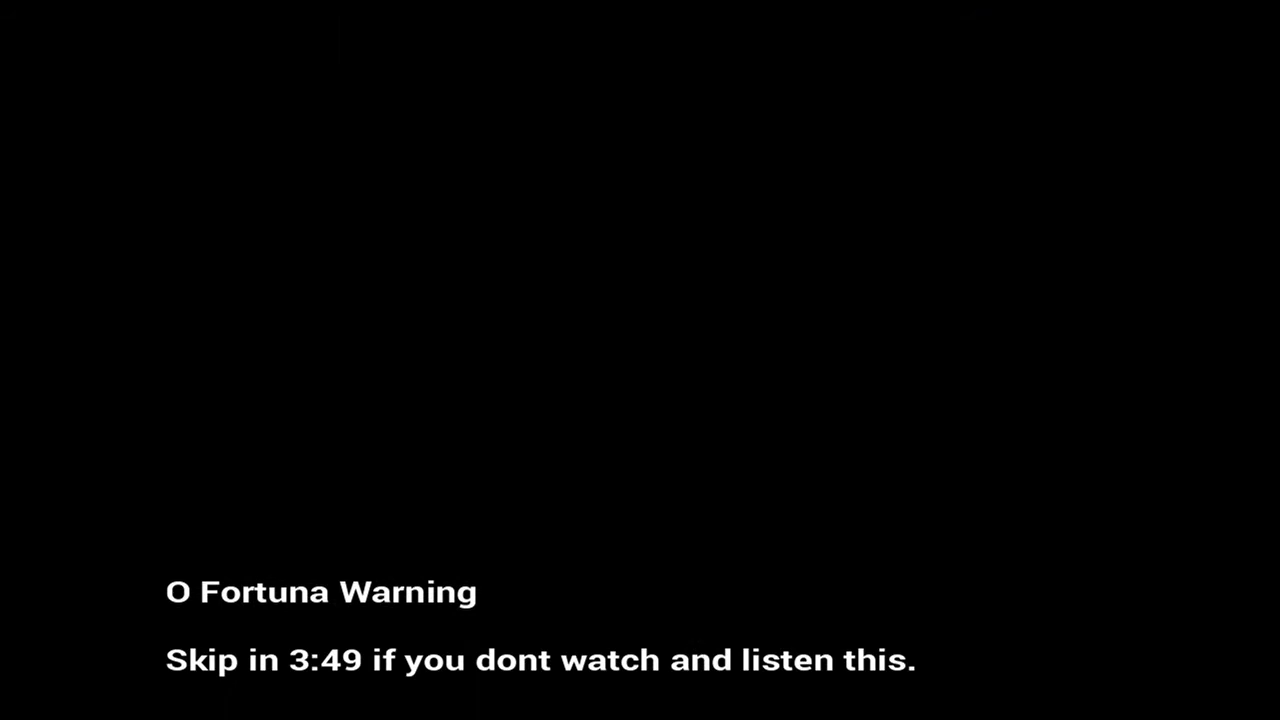 O Fortuna Warning
Skip in 3:49 if you dont watch and listen this.